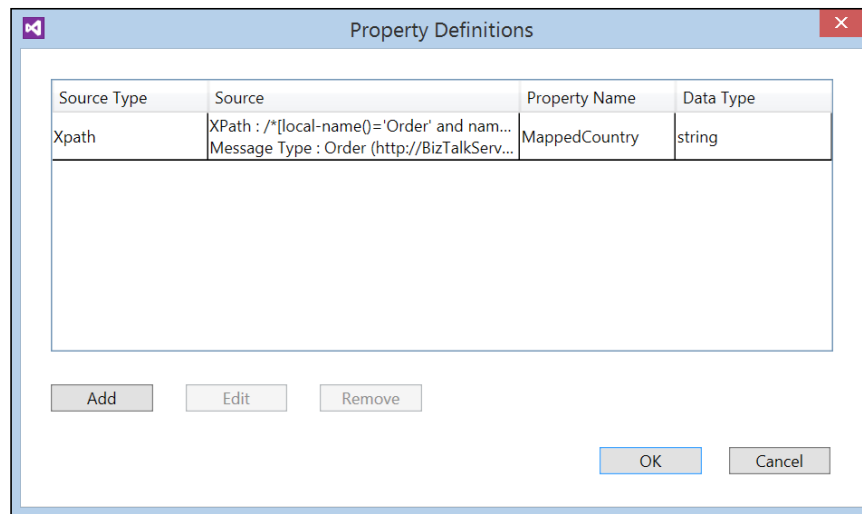 Property Definitions
Source Type Source Property Name Data Type
XPath : /*[local-name()='Order' and nam...
Xpath MappedCountry string
Message Type : Order (http://BizTalkServ...
Add Edit Remove
OK Cancel